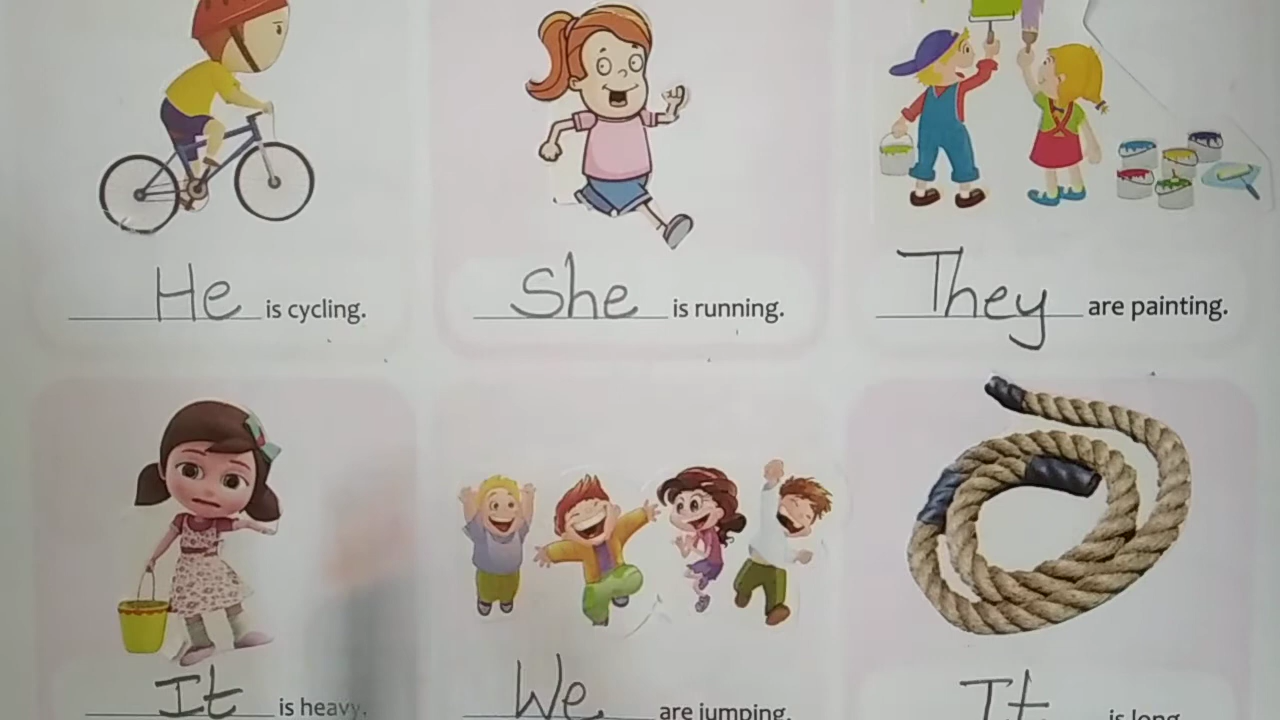 He is cycling.
She is running.
They are painting.
It is heavy.
We are jumping.
It is long